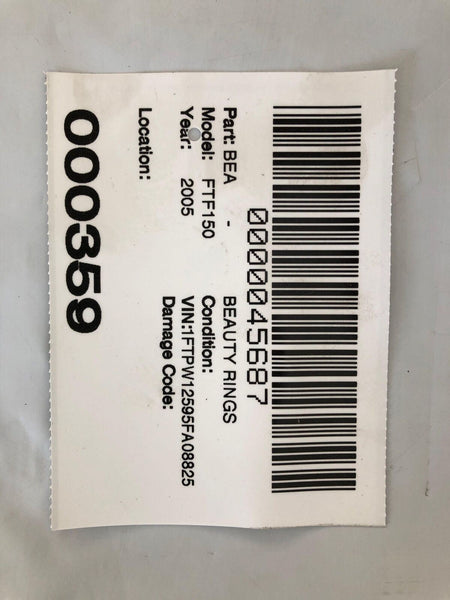 0000045687
Part: BEA - BEAUTY RINGS
Model: FTF150 Condition:
Year: 2005 VIN:1FTPW12595FA08825
Damage Code:
Location:
000359